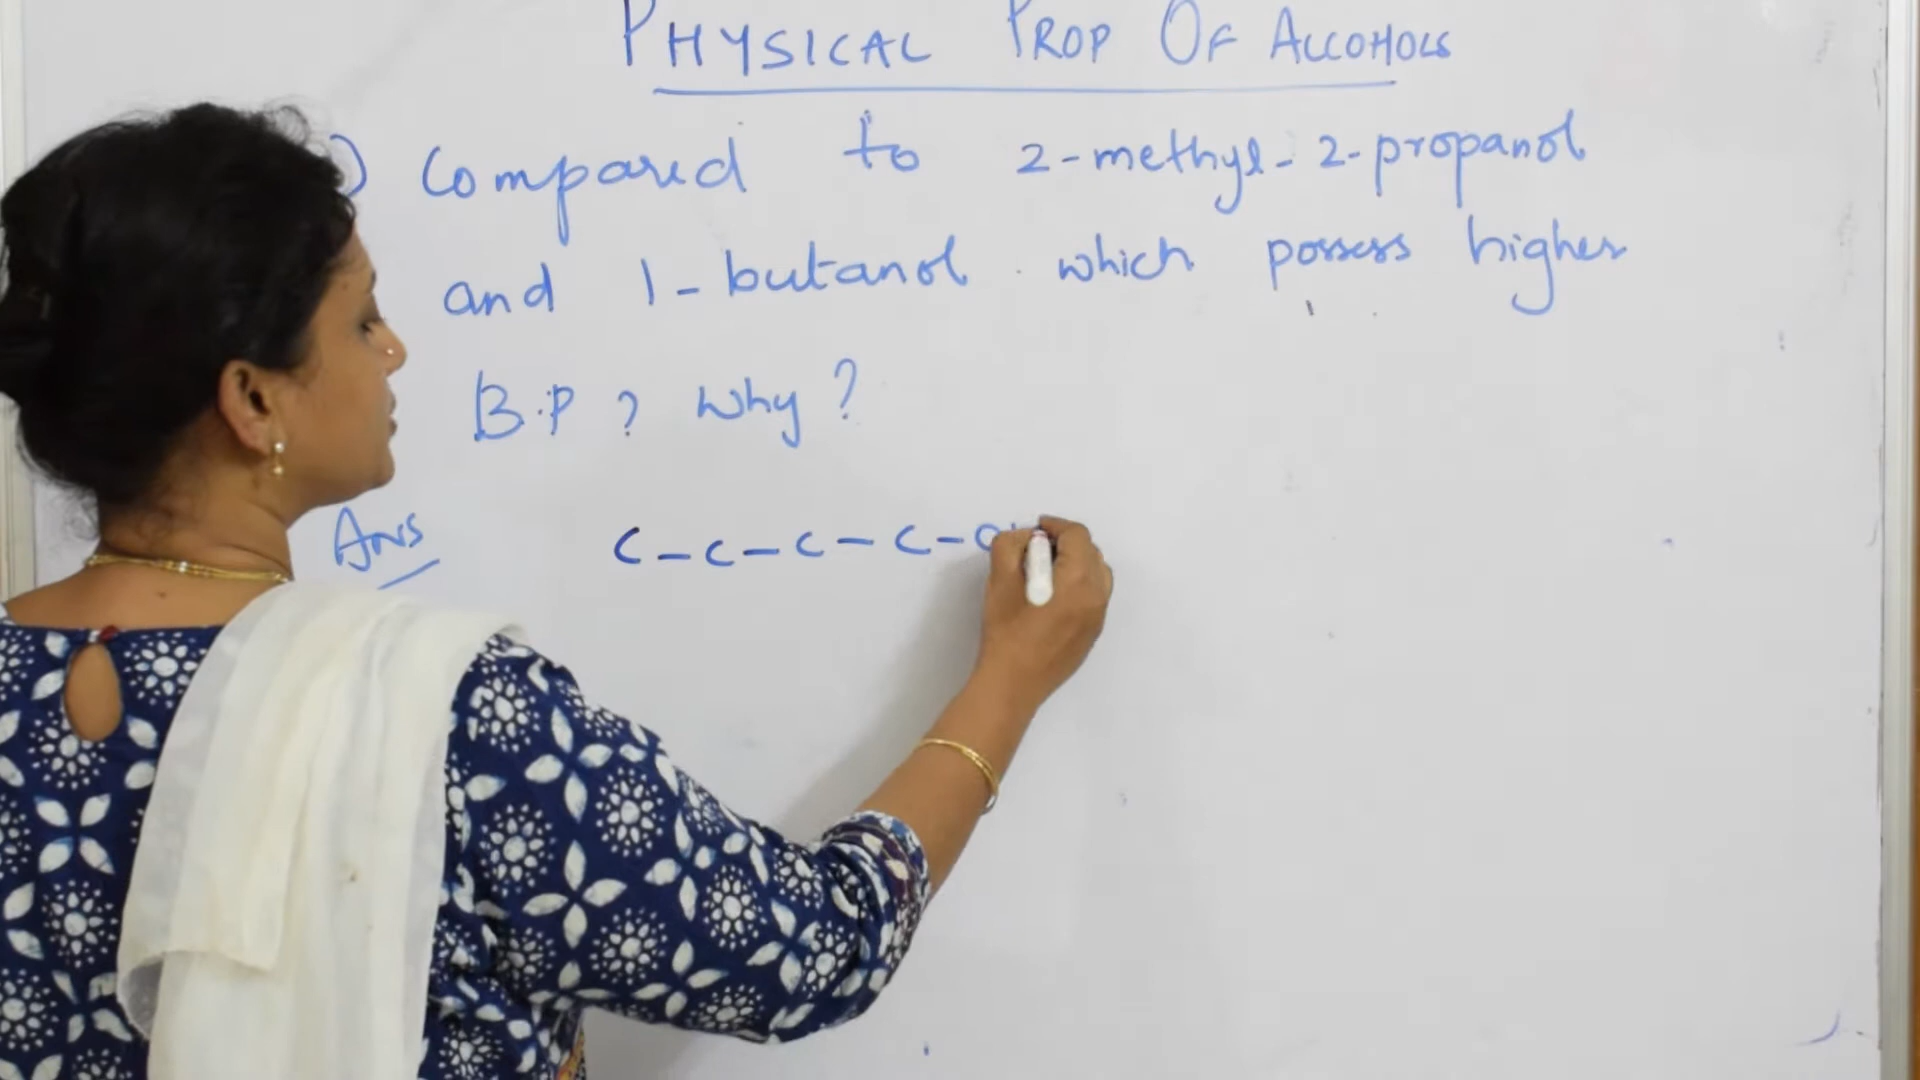 PHYSICAL PROP OF ALCOHOLS
) Compared to 2-methyl-2-propanol
and 1-butanol which possess higher
B.P ? Why ?
Ans C-C-C-C-O